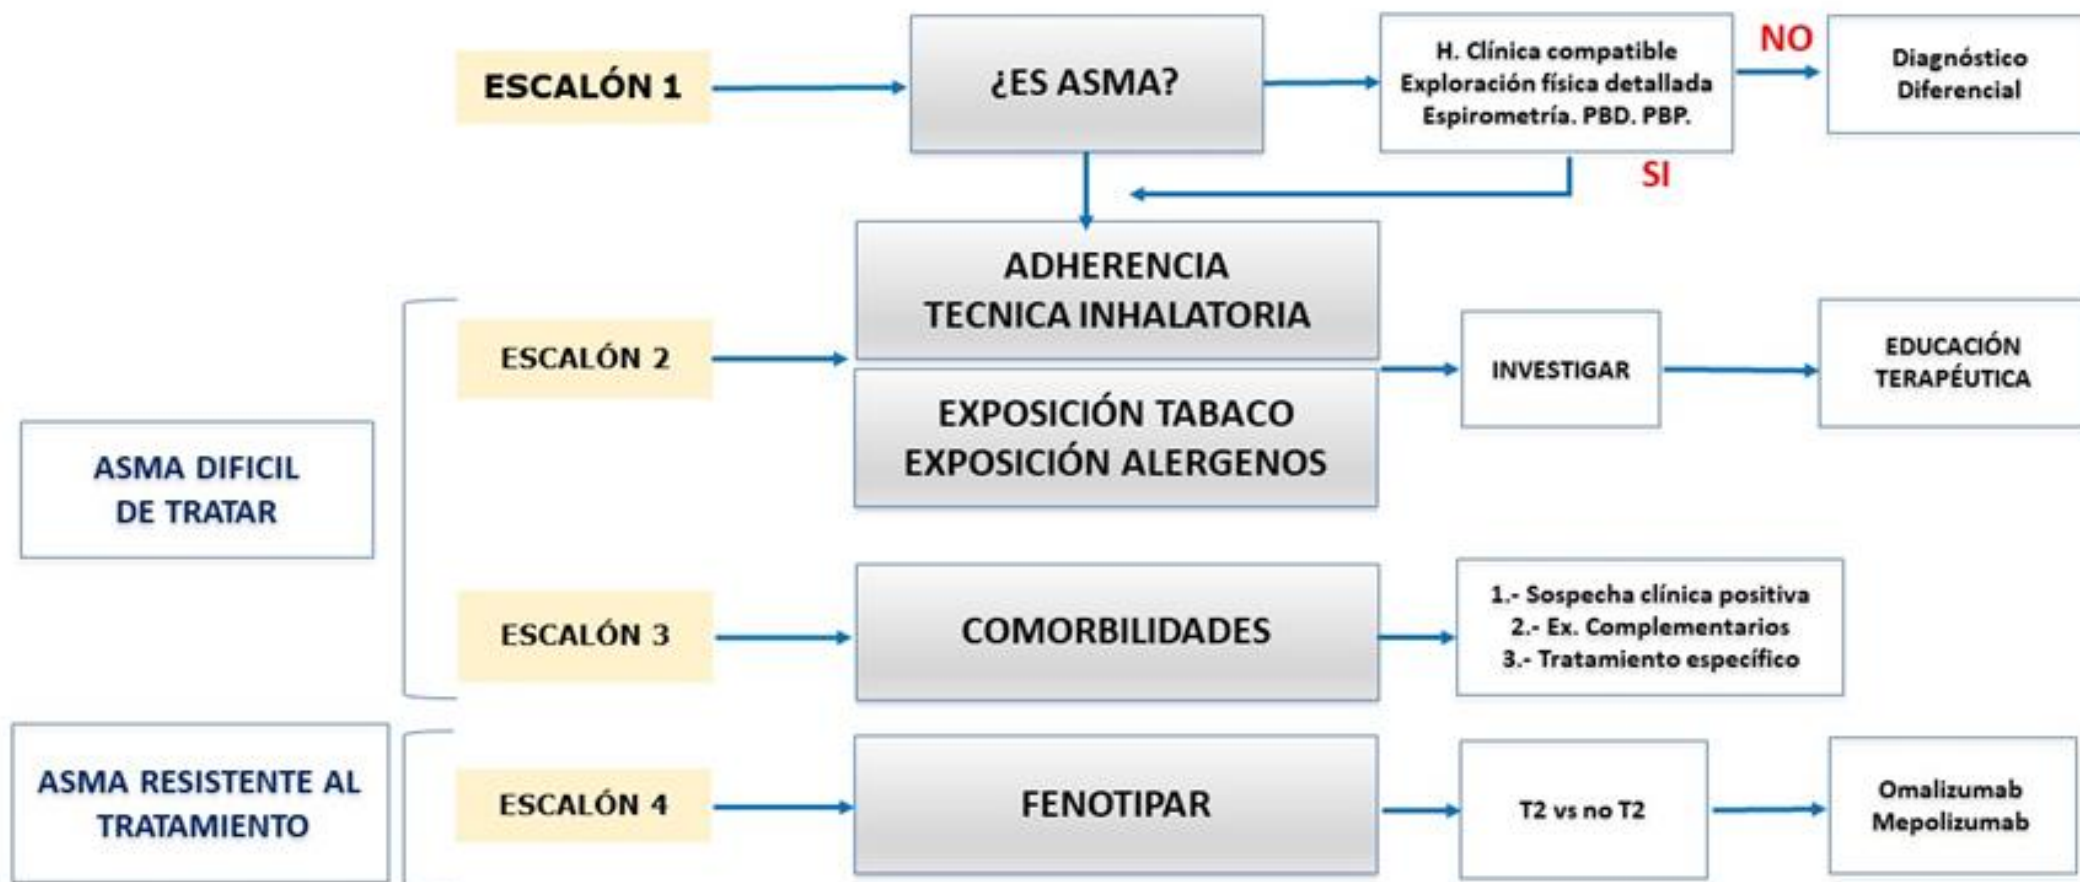 ESCALÓN 1
¿ES ASMA?
H. Clínica compatible
Exploración física detallada
Espirometría. PBD. PBP.
NO
Diagnóstico
Diferencial
SI
ASMA DIFICIL
DE TRATAR
ESCALÓN 2
ADHERENCIA
TECNICA INHALATORIA
EXPOSICIÓN TABACO
EXPOSICIÓN ALERGENOS
INVESTIGAR
EDUCACIÓN
TERAPÉUTICA
ESCALÓN 3
COMORBILIDADES
1.- Sospecha clínica positiva
2.- Ex. Complementarios
3.- Tratamiento específico
ASMA RESISTENTE AL
TRATAMIENTO
ESCALÓN 4
FENOTIPAR
T2 vs no T2
Omalizumab
Mepolizumab